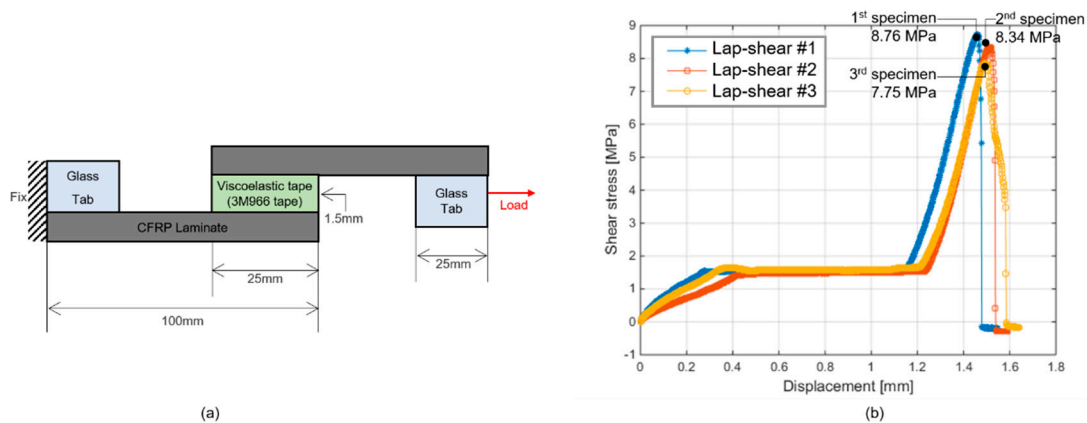 Fix
Glass
Tab
Viscoelastic tape
(3M966 tape)
1.5mm
Glass
Tab
Load
CFRP Laminate
25mm
25mm
100mm
(a)
1st specimen
8.76 MPa
2nd specimen
8.34 MPa
3rd specimen
7.75 MPa
Lap-shear #1
Lap-shear #2
Lap-shear #3
Shear stress [MPa]
9
8
7
6
5
4
3
2
1
0
-1
0 0.2 0.4 0.6 0.8 1 1.2 1.4 1.6 1.8
Displacement [mm]
(b)